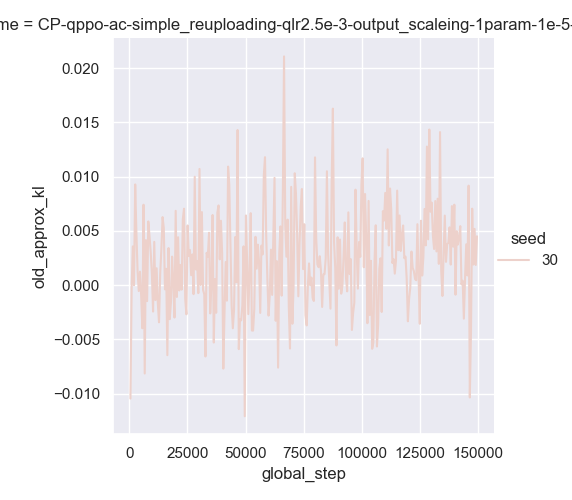 me = CP-qppo-ac-simple_reuploading-qlr2.5e-3-output_scaleing-1param-1e-5-
0.020
0.015
0.010
0.005
0.000
−0.005
−0.010
old_approx_kl
0 25000 50000 75000 100000 125000 150000
global_step
seed
30